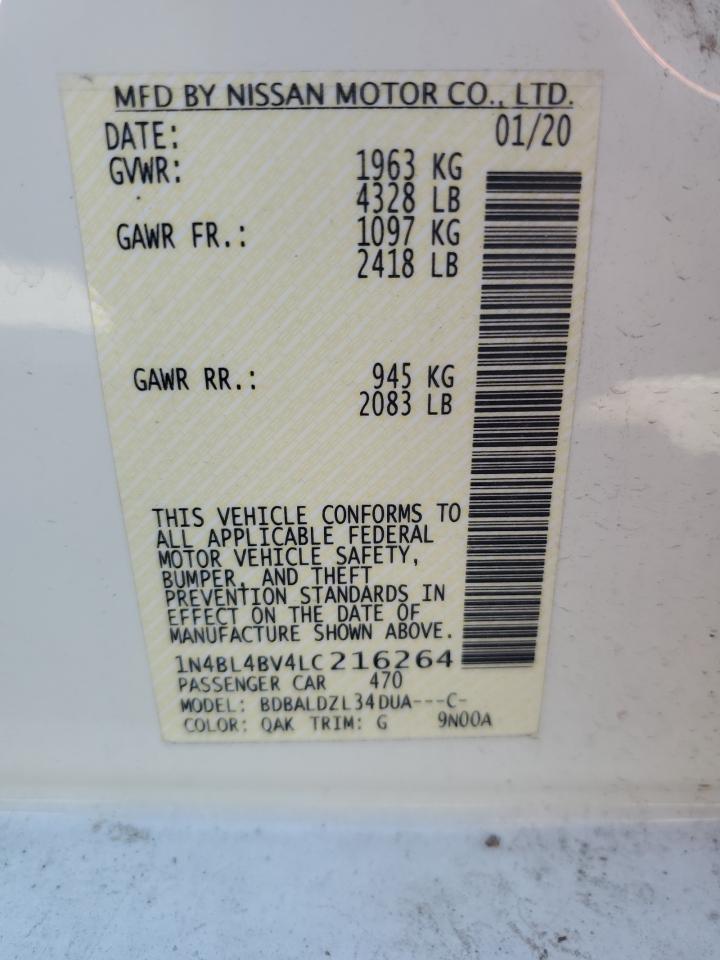 MFD BY NISSAN MOTOR CO., LTD.
DATE: 01/20
GVWR: 1963 KG
4328 LB
GAWR FR.: 1097 KG
2418 LB
GAWR RR.: 945 KG
2083 LB
THIS VEHICLE CONFORMS TO
ALL APPLICABLE FEDERAL
MOTOR VEHICLE SAFETY,
BUMPER, AND THEFT
PREVENTION STANDARDS IN
EFFECT ON THE DATE OF
MANUFACTURE SHOWN ABOVE.
1N4BL4BV4LC216264
PASSENGER CAR 470
MODEL: BDBALDZL34DUA---C-
COLOR: QAK TRIM: G 9N00A